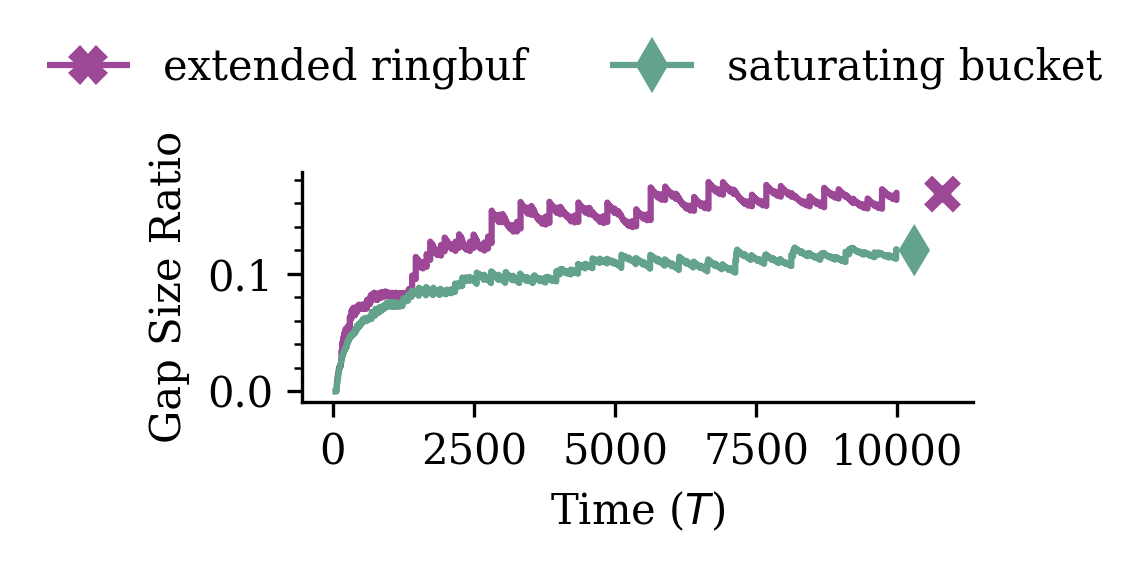 extended ringbuf
saturating bucket
Gap Size Ratio
0.1
0.0
0 2500 5000 7500 10000
Time (T)